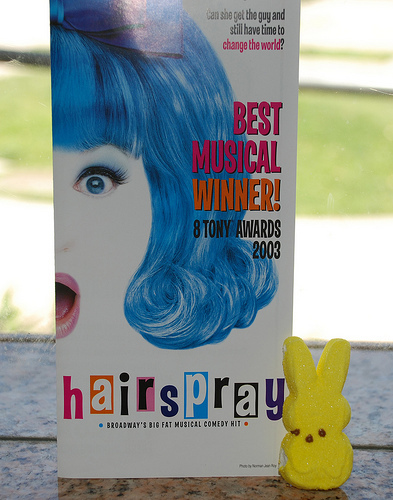 can she get the guy and
still have time to
change the world?
BEST
MUSICAL
WINNER!
8 TONY AWARDS
2003
hairspray
• BROADWAY'S BIG FAT MUSICAL COMEDY HIT •